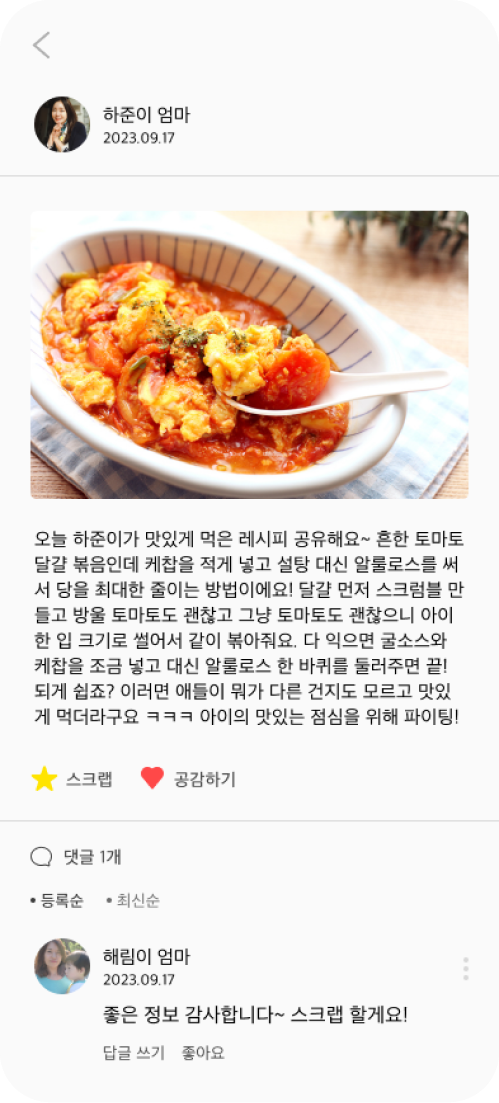 하준이 엄마
2023.09.17
오늘 하준이가 맛있게 먹은 레시피 공유해요~ 흔한 토마토
달걀 볶음인데 케찹을 적게 넣고 설탕 대신 알룰로스를 써
서 당을 최대한 줄이는 방법이에요! 달걀 먼저 스크럼블 만
들고 방울 토마토도 괜찮고 그냥 토마토도 괜찮으니 아이
한 입 크기로 썰어서 같이 볶아줘요. 다 익으면 굴소스와
케찹을 조금 넣고 대신 알룰로스 한 바퀴를 둘러주면 끝!
되게 쉽죠? 이러면 애들이 뭐가 다른 건지도 모르고 맛있
게 먹더라구요 ㅋㅋㅋ 아이의 맛있는 점심을 위해 파이팅!
스크랩 공감하기
댓글 1개
• 등록순 • 최신순
해림이 엄마
2023.09.17
좋은 정보 감사합니다~ 스크랩 할게요!
답글 쓰기 좋아요